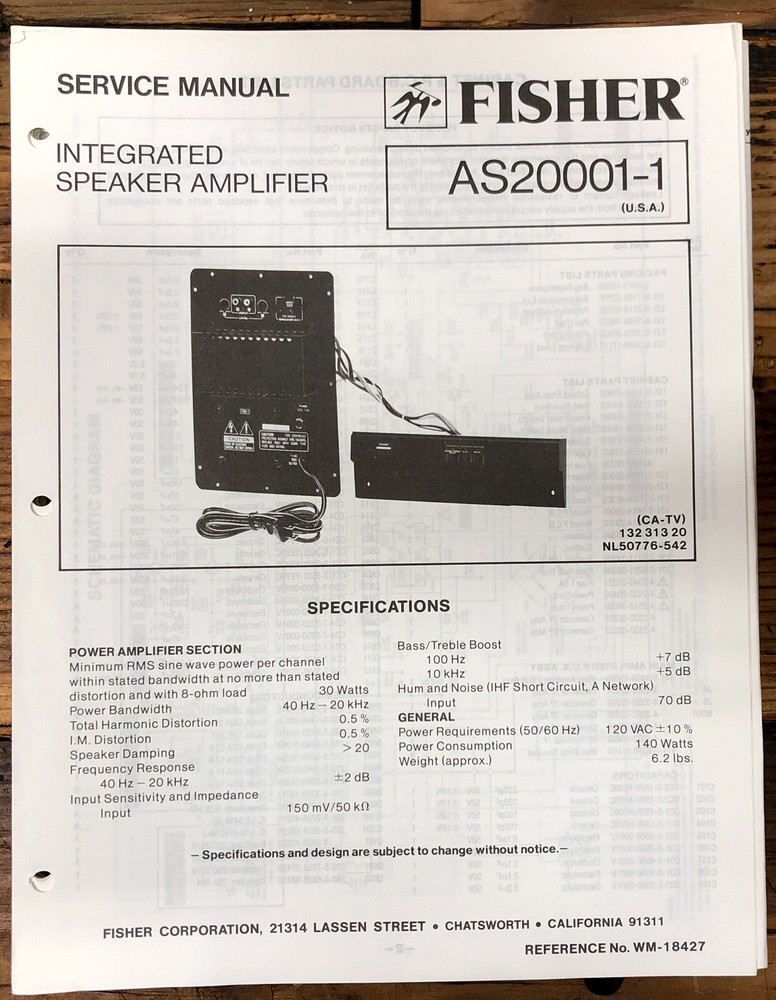 SERVICE MANUAL
FISHER®
INTEGRATED
SPEAKER AMPLIFIER
AS20001-1
(U.S.A.)
CAUTION
(CA-TV)
132 313 20
NL50776-542
SPECIFICATIONS
POWER AMPLIFIER SECTION
Minimum RMS sine wave power per channel
within stated bandwidth at no more than stated
distortion and with 8-ohm load 30 Watts
Power Bandwidth 40 Hz – 20 kHz
Total Harmonic Distortion 0.5 %
I.M. Distortion 0.5 %
Speaker Damping > 20
Frequency Response
40 Hz – 20 kHz ±2 dB
Input Sensitivity and Impedance
Input 150 mV/50 kΩ
Bass/Treble Boost
100 Hz +7 dB
10 kHz +5 dB
Hum and Noise (IHF Short Circuit, A Network)
Input 70 dB
GENERAL
Power Requirements (50/60 Hz) 120 VAC ±10 %
Power Consumption 140 Watts
Weight (approx.) 6.2 lbs.
– Specifications and design are subject to change without notice.–
FISHER CORPORATION, 21314 LASSEN STREET • CHATSWORTH • CALIFORNIA 91311
REFERENCE No. WM-18427